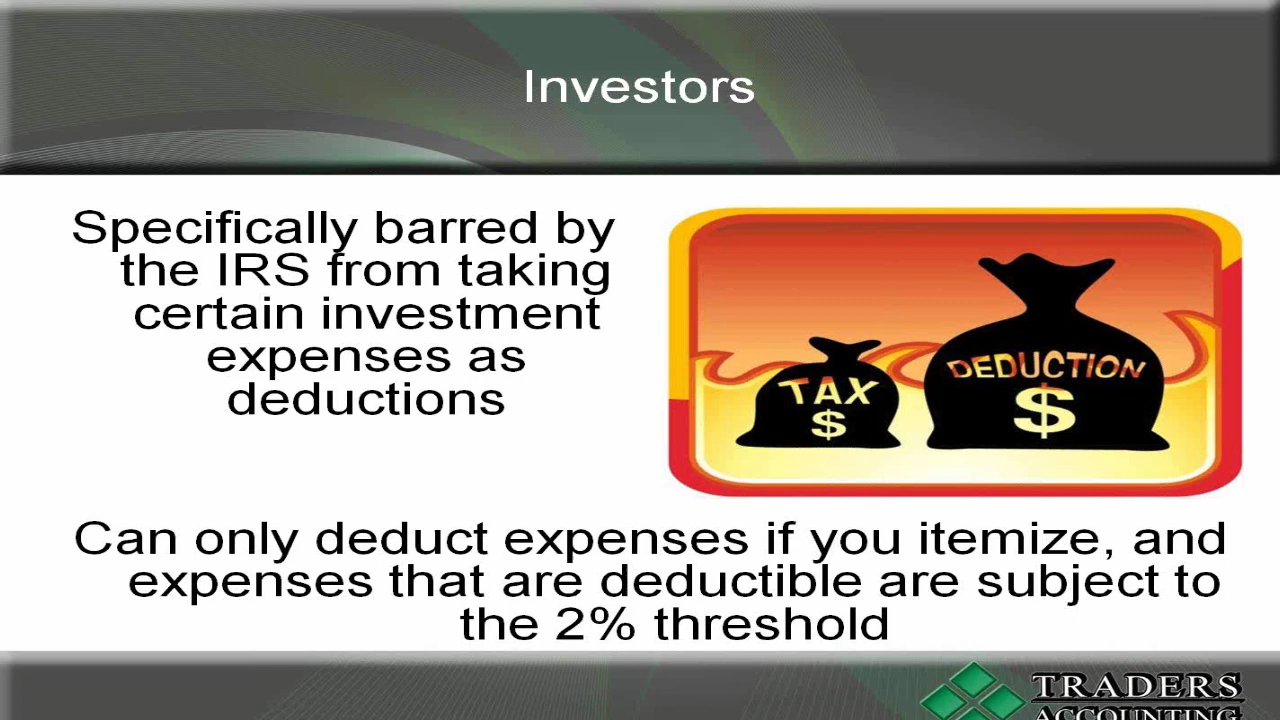 Investors
Specifically barred by
the IRS from taking
certain investment
expenses as
deductions
TAX
$
DEDUCTION
$
Can only deduct expenses if you itemize, and
expenses that are deductible are subject to
the 2% threshold
TRADERS
ACCOUNTING